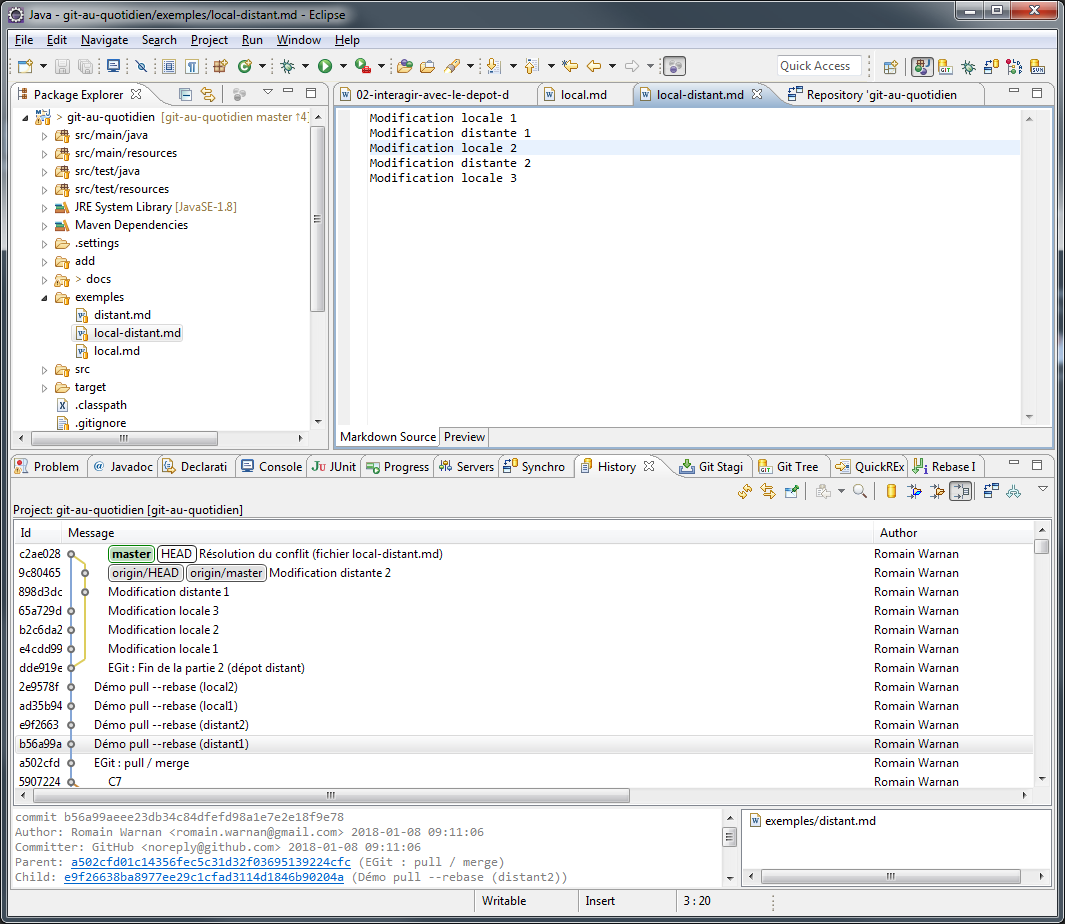 Java - git-au-quotidien/exemples/local-distant.md - Eclipse
File Edit Navigate Search Project Run Window Help
Quick Access
Package Explorer
02-interagir-avec-le-depot-d
local.md
local-distant.md
Repository 'git-au-quotidien
> git-au-quotidien [git-au-quotidien master ↑4]
src/main/java
src/main/resources
src/test/java
src/test/resources
JRE System Library [JavaSE-1.8]
Maven Dependencies
.settings
add
> docs
exemples
distant.md
local-distant.md
local.md
src
target
.classpath
.gitignore
Modification locale 1
Modification distante 1
Modification locale 2
Modification distante 2
Modification locale 3
Markdown Source Preview
Problem @ Javadoc Declarati Console JUnit Progress Servers Synchro History Git Stagi Git Tree QuickREx Rebase I
Project: git-au-quotidien [git-au-quotidien]
Id Message Author
c2ae028 master HEAD Résolution du conflit (fichier local-distant.md) Romain Warnan
9c80465 origin/HEAD origin/master Modification distante 2 Romain Warnan
898d3dc Modification distante 1 Romain Warnan
65a729d Modification locale 3 Romain Warnan
b2c6da2 Modification locale 2 Romain Warnan
e4cdd99 Modification locale 1 Romain Warnan
dde919e EGit : Fin de la partie 2 (dépot distant) Romain Warnan
2e9578f Démo pull --rebase (local2) Romain Warnan
ad35b94 Démo pull --rebase (local1) Romain Warnan
e9f2663 Démo pull --rebase (distant2) Romain Warnan
b56a99a Démo pull --rebase (distant1) Romain Warnan
a502cfd EGit : pull / merge Romain Warnan
5907224 C7 Romain Warnan
commit b56a99aeee23db34c84dfefd98a1e7e2e18f9e78
Author: Romain Warnan <romain.warnan@gmail.com> 2018-01-08 09:11:06
Committer: GitHub <noreply@github.com> 2018-01-08 09:11:06
Parent: a502cfd01c14356fec5c31d32f03695139224cfc (EGit : pull / merge)
Child: e9f26638ba8977ee29c1cfad3114d1846b90204a (Démo pull --rebase (distant2))
exemples/distant.md
Writable Insert 3 : 20